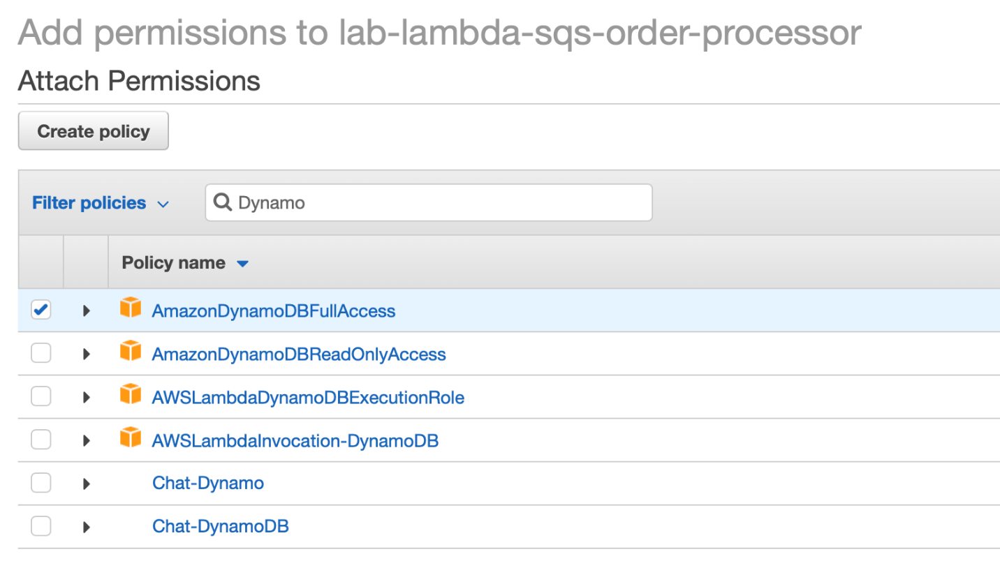 Add permissions to lab-lambda-sqs-order-processor
Attach Permissions
Create policy
Filter policies
Dynamo
Policy name
AmazonDynamoDBFullAccess
AmazonDynamoDBReadOnlyAccess
AWSLambdaDynamoDBExecutionRole
AWSLambdaInvocation-DynamoDB
Chat-Dynamo
Chat-DynamoDB